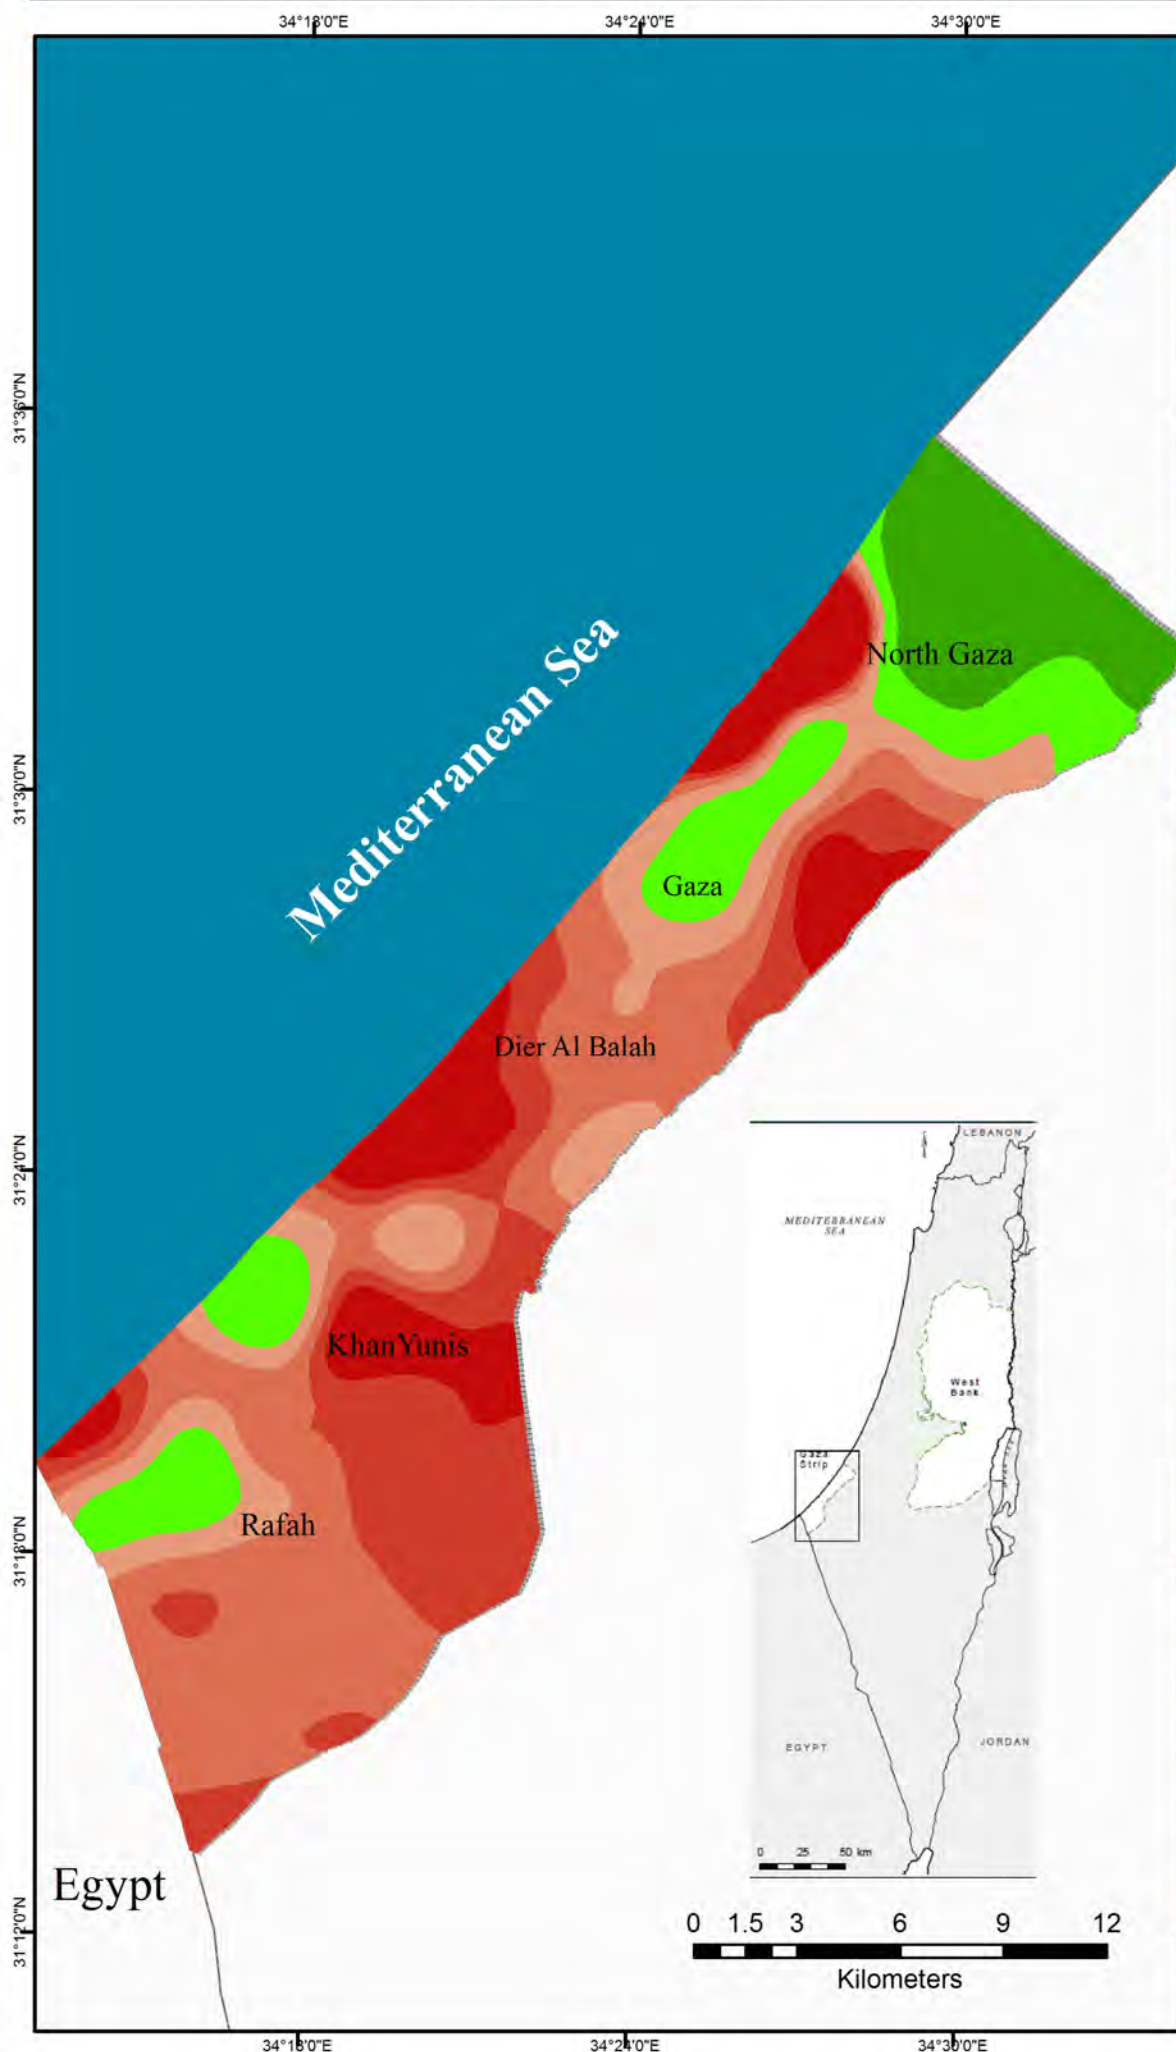 34°18'0"E
34°24'0"E
34°30'0"E
31°36'0"N
North Gaza
Mediterranean Sea
31°30'0"N
Gaza
Dier Al Balah
31°24'0"N
LEBANON
MEDITERRANEAN
SEA
KhanYunis
West
Bank
Gaza
Strip
Rafah
31°18'0"N
EGYPT
JORDAN
0 25 50 km
Egypt
31°12'0"N
0 1.5 3 6 9 12
Kilometers
34°18'0"E
34°24'0"E
34°30'0"E